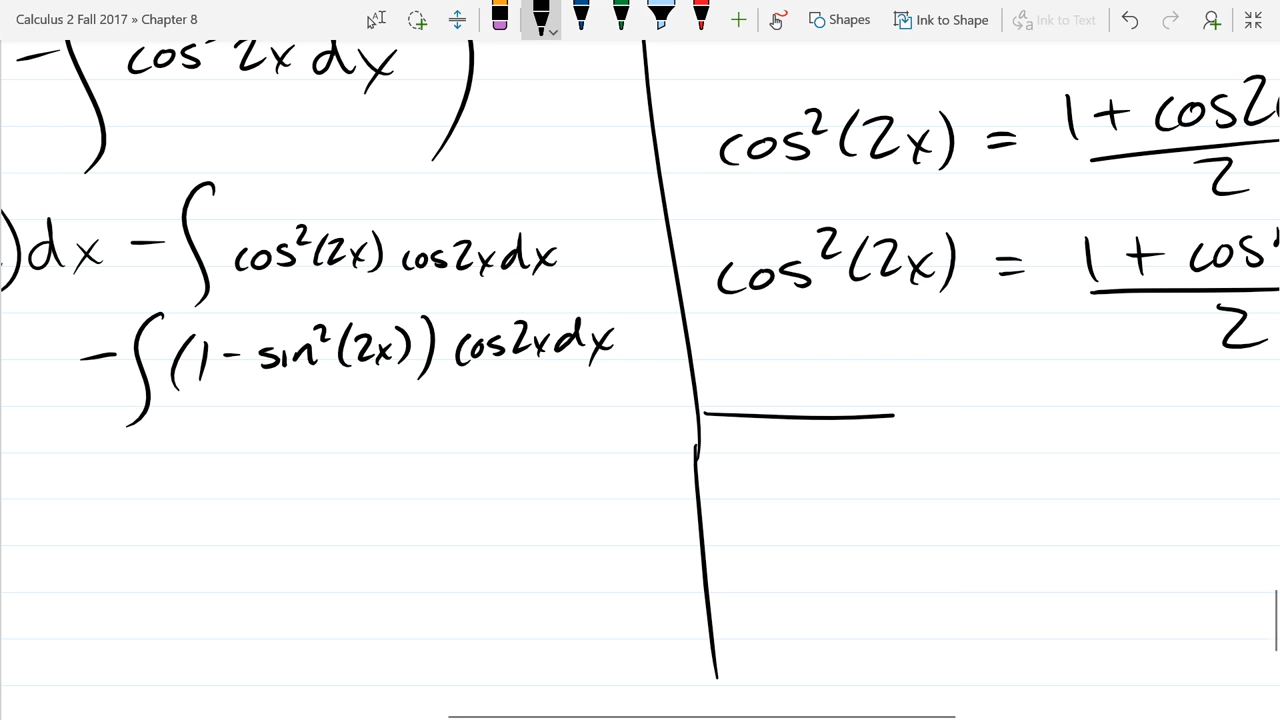 Calculus 2 Fall 2017 » Chapter 8
Shapes
Ink to Shape
Ink to Text
- ∫ cos 2x dx )
)dx - ∫ cos²(2x) cos2x dx
- ∫ (1 - sin²(2x)) cos2x dx
cos²(2x) = (1 + cos2)/2
cos²(2x) = (1 + cos)/2